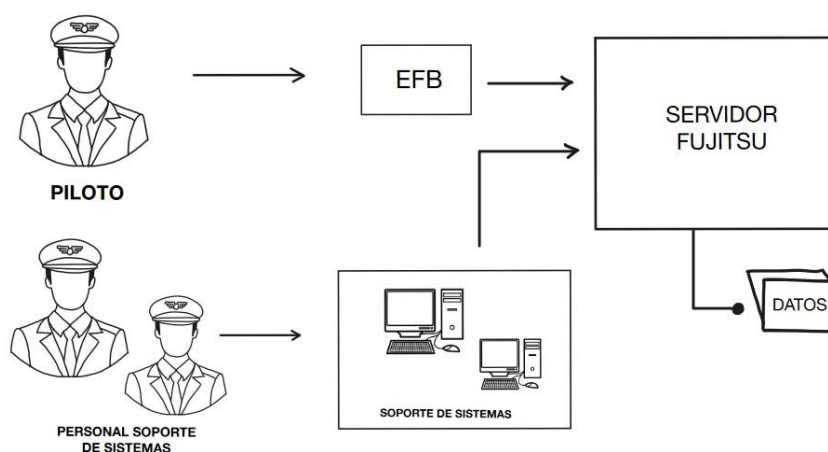 EFB
SERVIDOR
FUJITSU
PILOTO
DATOS
SOPORTE DE SISTEMAS
PERSONAL SOPORTE
DE SISTEMAS